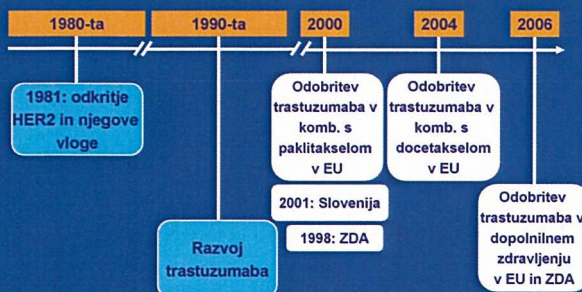 1980-ta
1990-ta
2000
2004
2006
1981: odkritje
HER2 in njegove
vloge
Razvoj
trastuzumaba
Odobritev
trastuzumaba v
komb. s
paklitakselom
v EU
2001: Slovenija
1998: ZDA
Odobritev
trastuzumaba v
komb. s
docetakselom
v EU
Odobritev
trastuzumaba v
dopolnilnem
zdravljenju
v EU in ZDA